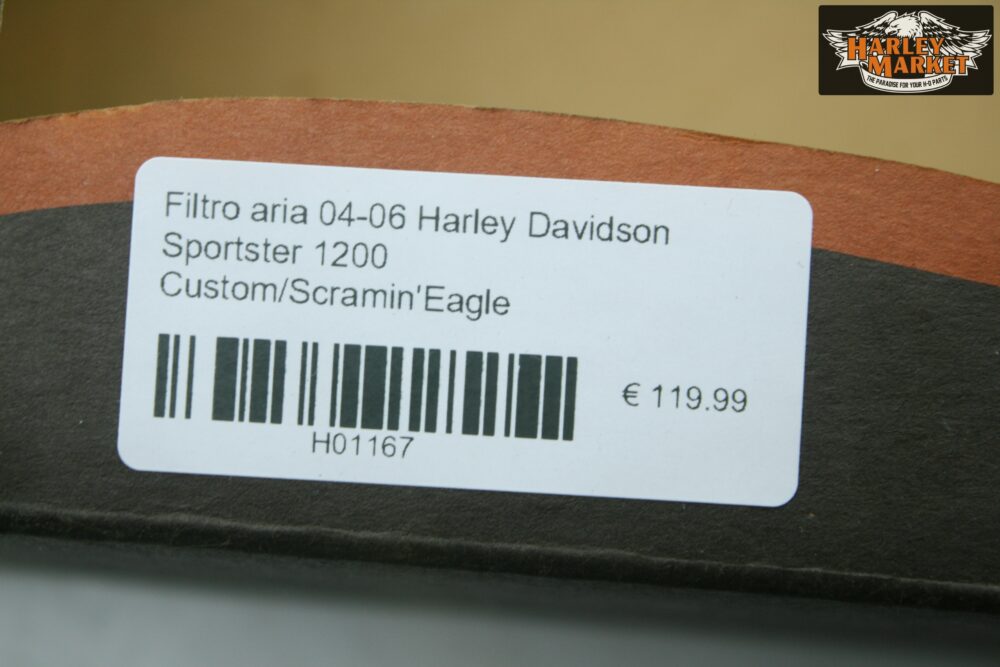 HARLEY
MARKET
THE PARADISE FOR YOUR H-D PARTS
Filtro aria 04-06 Harley Davidson
Sportster 1200
Custom/Scramin'Eagle
€ 119.99
H01167